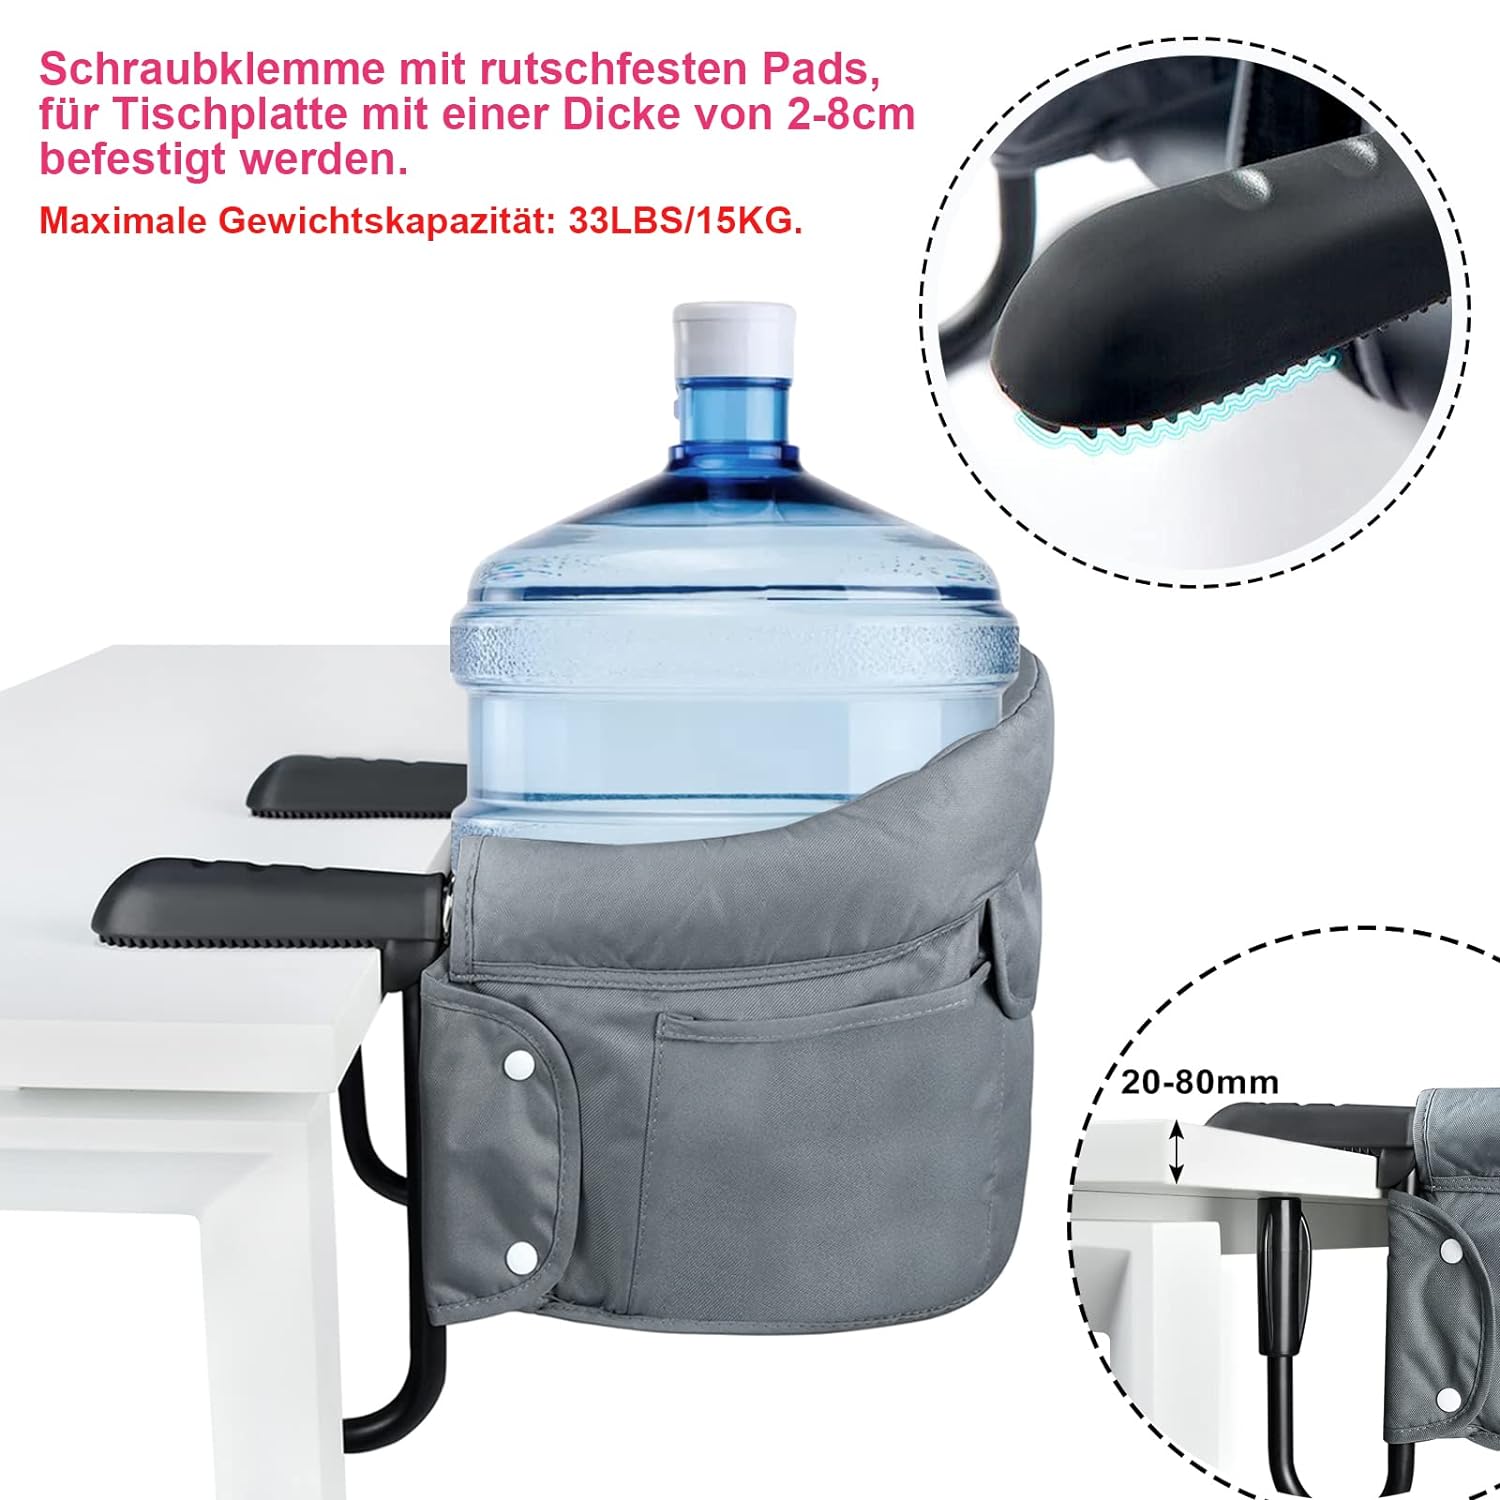 Schraubklemme mit rutschfesten Pads,
für Tischplatte mit einer Dicke von 2-8cm
befestigt werden.
Maximale Gewichtskapazität: 33LBS/15KG.
20-80mm